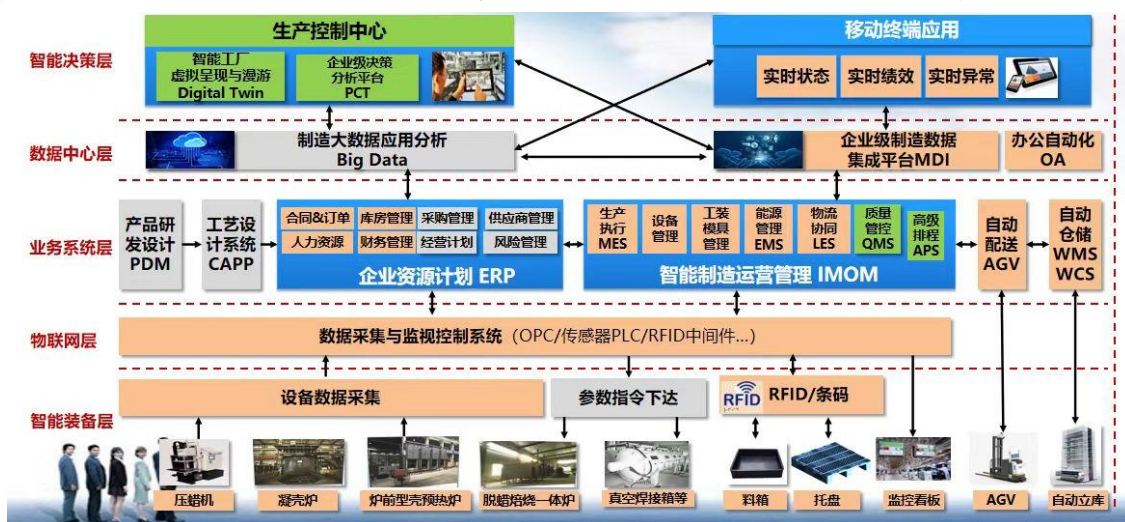 生产控制中心
移动终端应用
智能决策层
智能工厂
虚拟呈现与漫游
Digital Twin
企业级决策
分析平台
PCT
实时状态
实时绩效
实时异常
数据中心层
制造大数据应用分析
Big Data
企业级制造数据
集成平台MDI
办公自动化
OA
业务系统层
产品研
发设计
PDM
工艺设
计系统
CAPP
合同&订单
库房管理
采购管理
供应商管理
人力资源
财务管理
经营计划
风险管理
企业资源计划 ERP
生产
执行
MES
设备
管理
工装
模具
管理
能源
管理
EMS
物流
协同
LES
质量
管控
QMS
高级
排程
APS
智能制造运营管理 IMOM
自动
配送
AGV
自动
仓储
WMS
WCS
物联网层
数据采集与监视控制系统（OPC/传感器PLC/RFID中间件...）
智能装备层
设备数据采集
参数指令下达
RFID
RFID/条码
压蜡机
凝壳炉
炉前型壳预热炉
脱蜡焙烧一体炉
真空焊接箱等
料箱
托盘
监控看板
AGV
自动立库